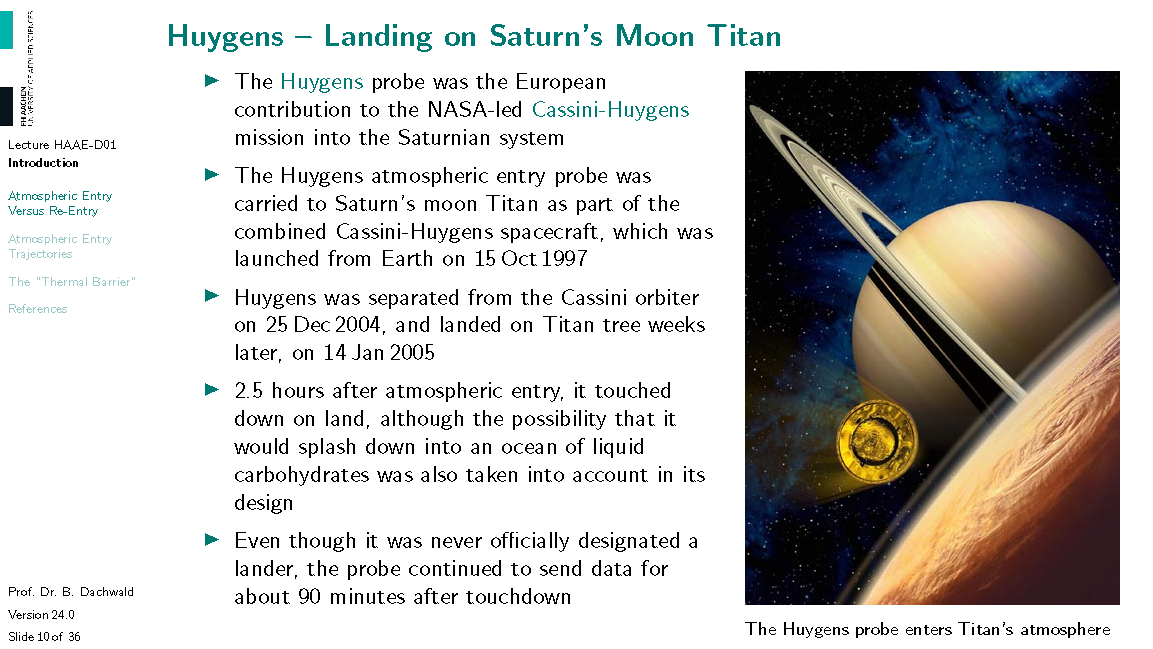 FH AACHEN
UNIVERSITY OF APPLIED SCIENCES
Lecture HAAE-D01
Introduction
Atmospheric Entry
Versus Re-Entry
Atmospheric Entry
Trajectories
The "Thermal Barrier"
References
Prof. Dr. B. Dachwald
Version 24.0
Slide 10 of 36
Huygens – Landing on Saturn's Moon Titan
▶ The Huygens probe was the European
contribution to the NASA-led Cassini-Huygens
mission into the Saturnian system
▶ The Huygens atmospheric entry probe was
carried to Saturn's moon Titan as part of the
combined Cassini-Huygens spacecraft, which was
launched from Earth on 15 Oct 1997
▶ Huygens was separated from the Cassini orbiter
on 25 Dec 2004, and landed on Titan tree weeks
later, on 14 Jan 2005
▶ 2.5 hours after atmospheric entry, it touched
down on land, although the possibility that it
would splash down into an ocean of liquid
carbohydrates was also taken into account in its
design
▶ Even though it was never officially designated a
lander, the probe continued to send data for
about 90 minutes after touchdown
The Huygens probe enters Titan's atmosphere